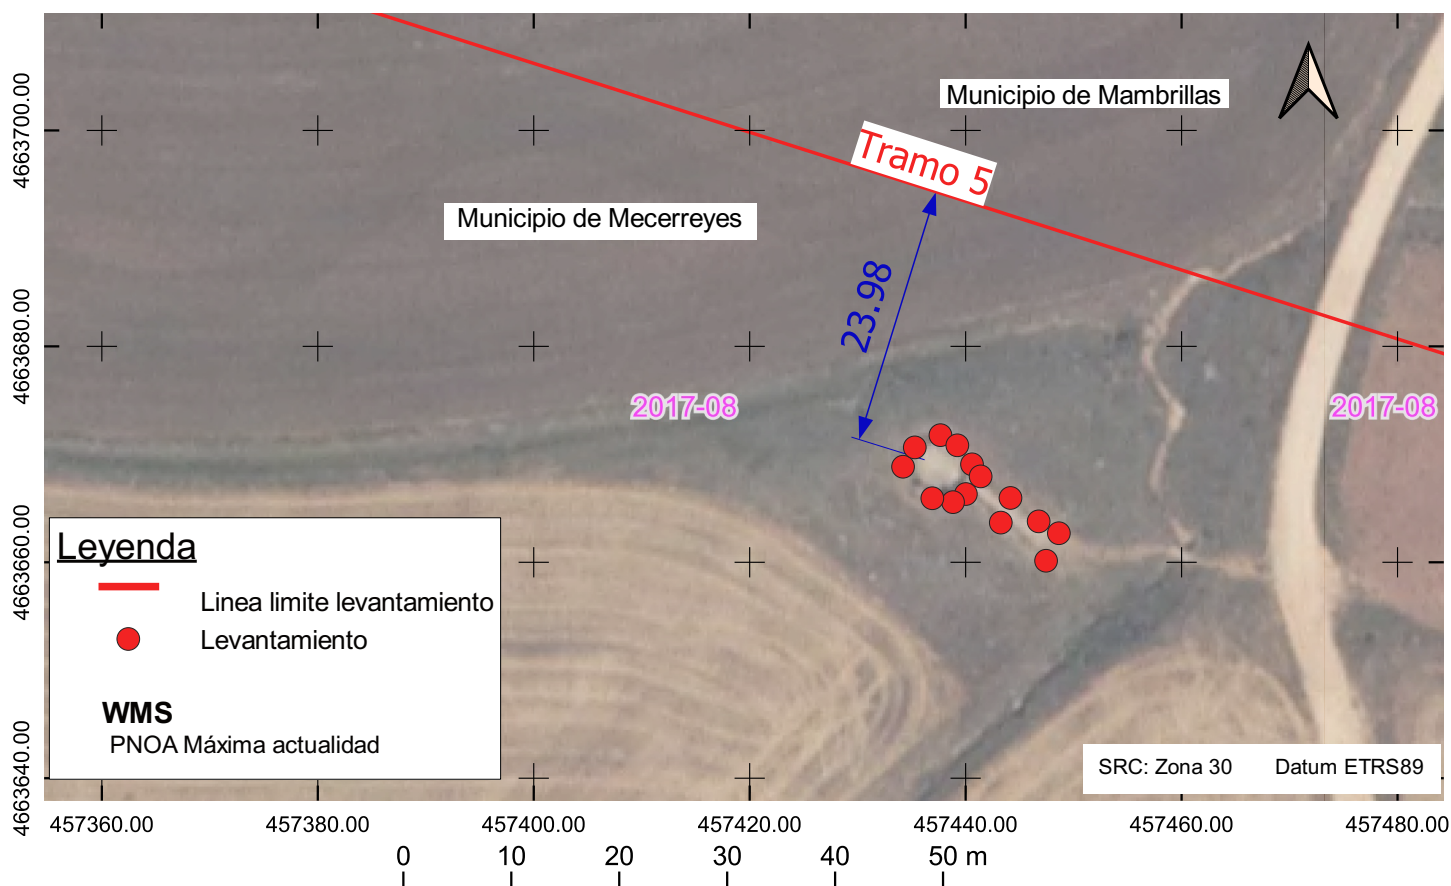 Municipio de Mambrillas
4663700.00
Tramo 5
Municipio de Mecerreyes
23.98
4663680.00
2017-08
2017-08
4663660.00
Leyenda
Linea limite levantamiento
Levantamiento
WMS
PNOA Máxima actualidad
4663640.00
SRC: Zona 30 Datum ETRS89
457360.00 457380.00 457400.00 457420.00 457440.00 457460.00 457480.00
0 10 20 30 40 50 m